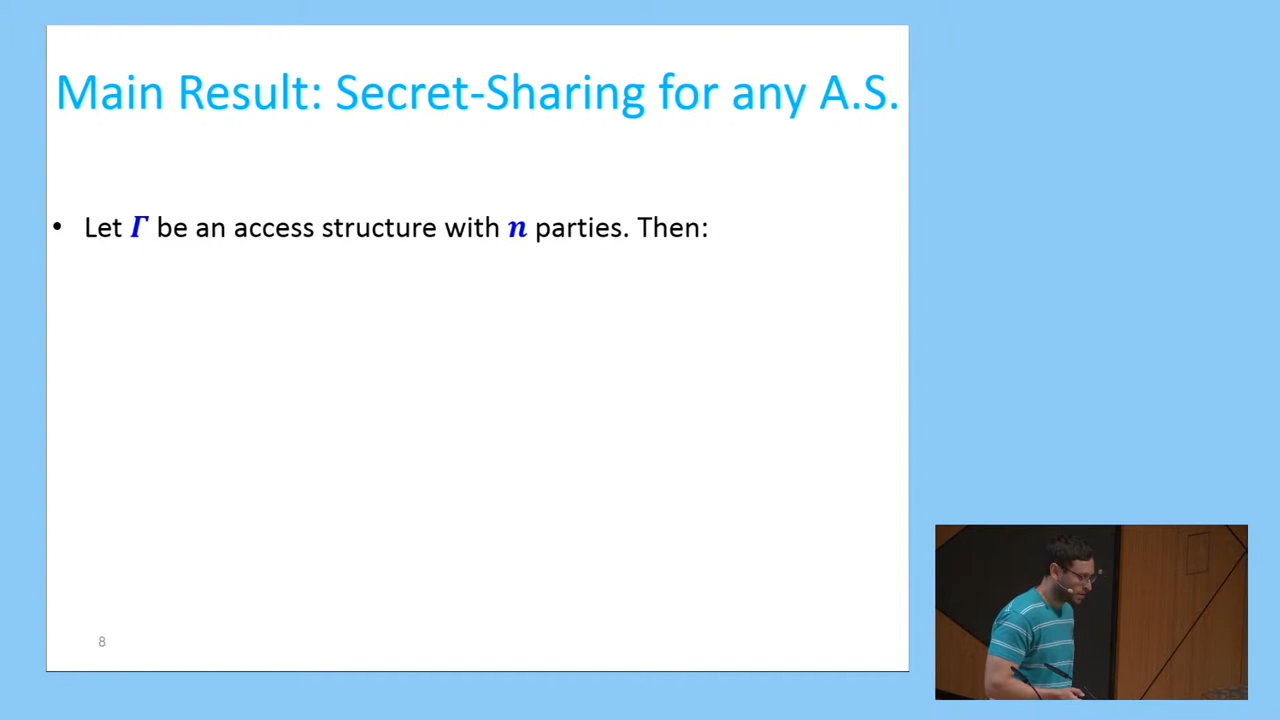 Main Result: Secret-Sharing for any A.S.
• Let Γ be an access structure with n parties. Then:
8